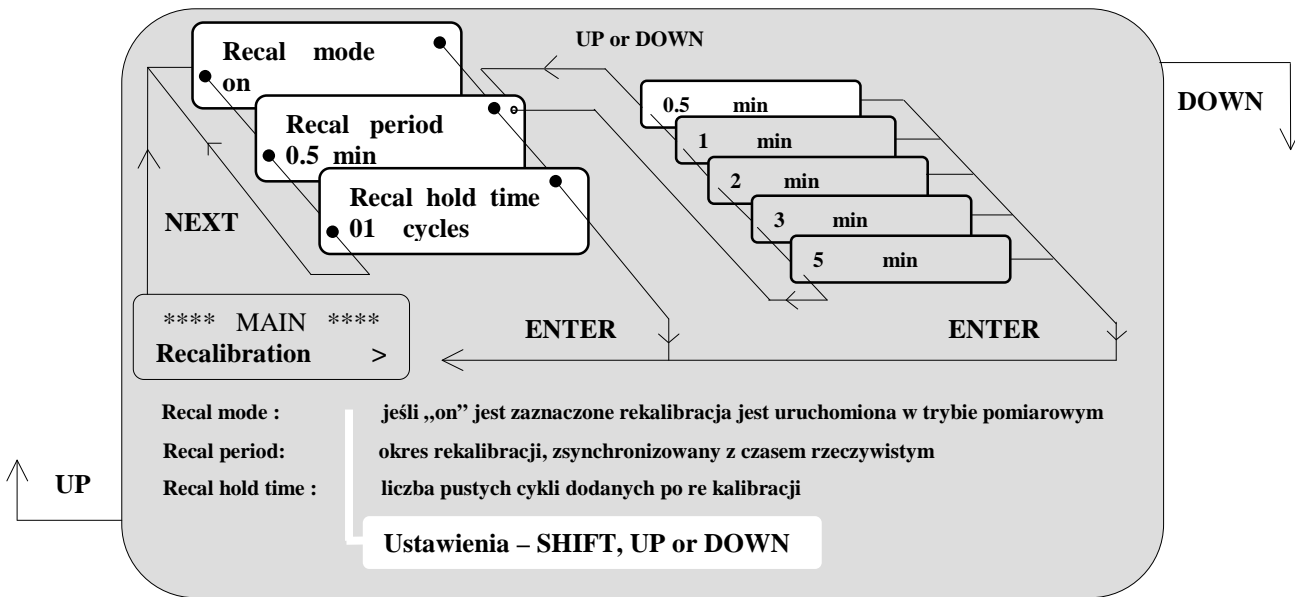 Recal mode
on
Recal period
0.5 min
Recal hold time
01 cycles
UP or DOWN
0.5 min
1 min
2 min
3 min
5 min
DOWN
NEXT
**** MAIN ****
Recalibration >
ENTER
ENTER
Recal mode : jeśli „on” jest zaznaczone rekalibracja jest uruchomiona w trybie pomiarowym
Recal period: okres rekalibracji, zsynchronizowany z czasem rzeczywistym
Recal hold time : liczba pustych cykli dodanych po re kalibracji
UP
Ustawienia – SHIFT, UP or DOWN